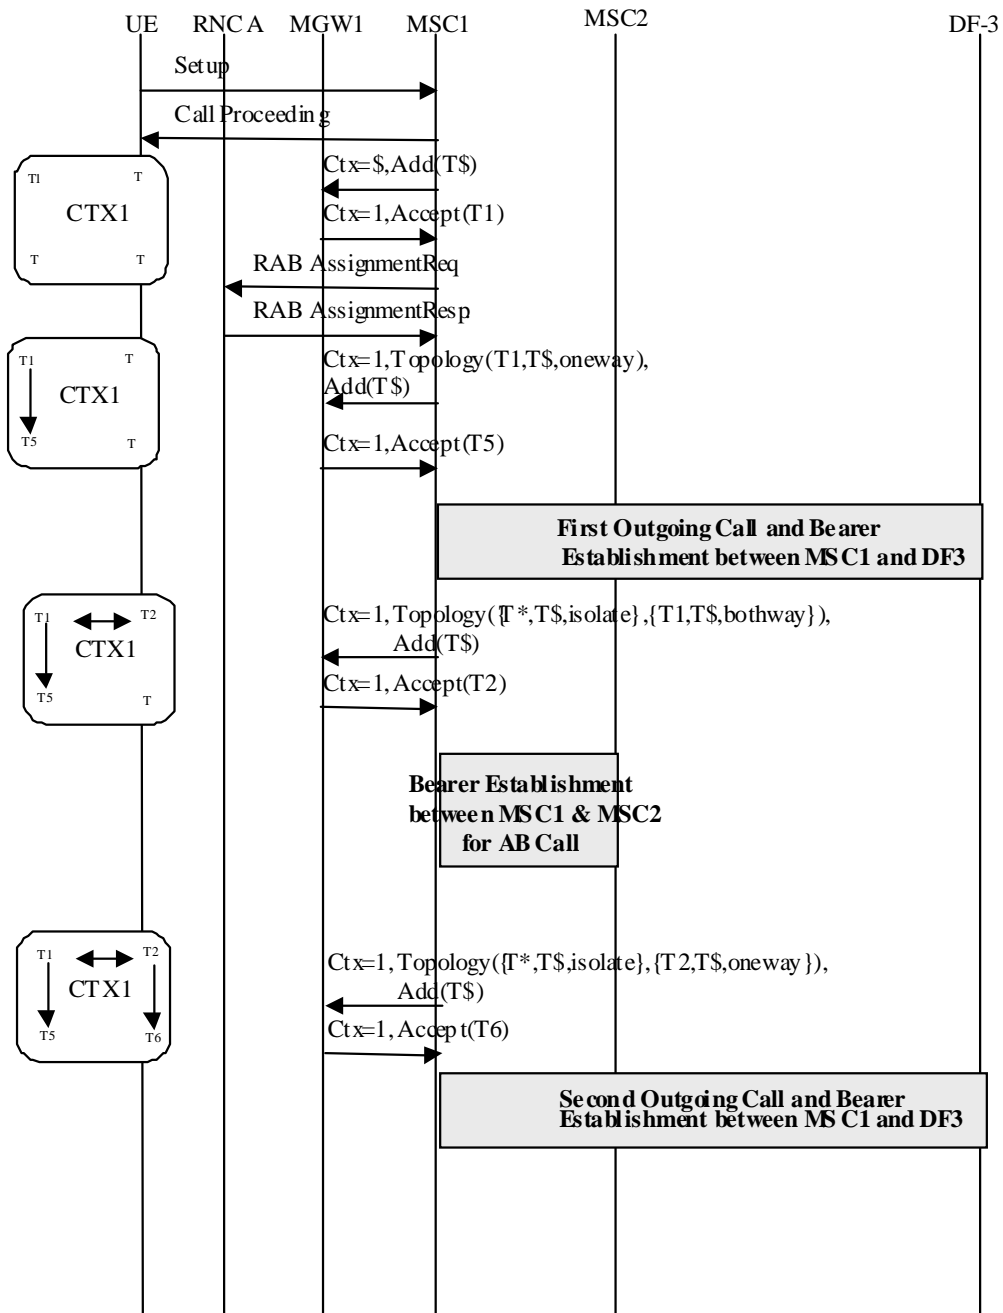 UE RNC A MGW1 MSC1 MSC2 DF-3
Setup
Call Proceeding
Ctx=$,Add(T$)
T1 T
CTX1
T T
Ctx=1,Accept(T1)
RAB AssignmentReq
RAB AssignmentResp
Ctx=1,Topology(T1,T$,oneway),
Add(T$)
T1 T
CTX1
T5 T
Ctx=1,Accept(T5)
First Outgoing Call and Bearer
Establishment between MSC1 and DF3
Ctx=1,Topology({T*,T$,isolate},{T1,T$,bothway}),
Add(T$)
T1 T2
CTX1
T5 T
Ctx=1,Accept(T2)
Bearer Establishment
between MSC1 & MSC2
for AB Call
Ctx=1,Topology({T*,T$,isolate},{T2,T$,oneway}),
Add(T$)
T1 T2
CTX1
T5 T6
Ctx=1,Accept(T6)
Second Outgoing Call and Bearer
Establishment between MSC1 and DF3